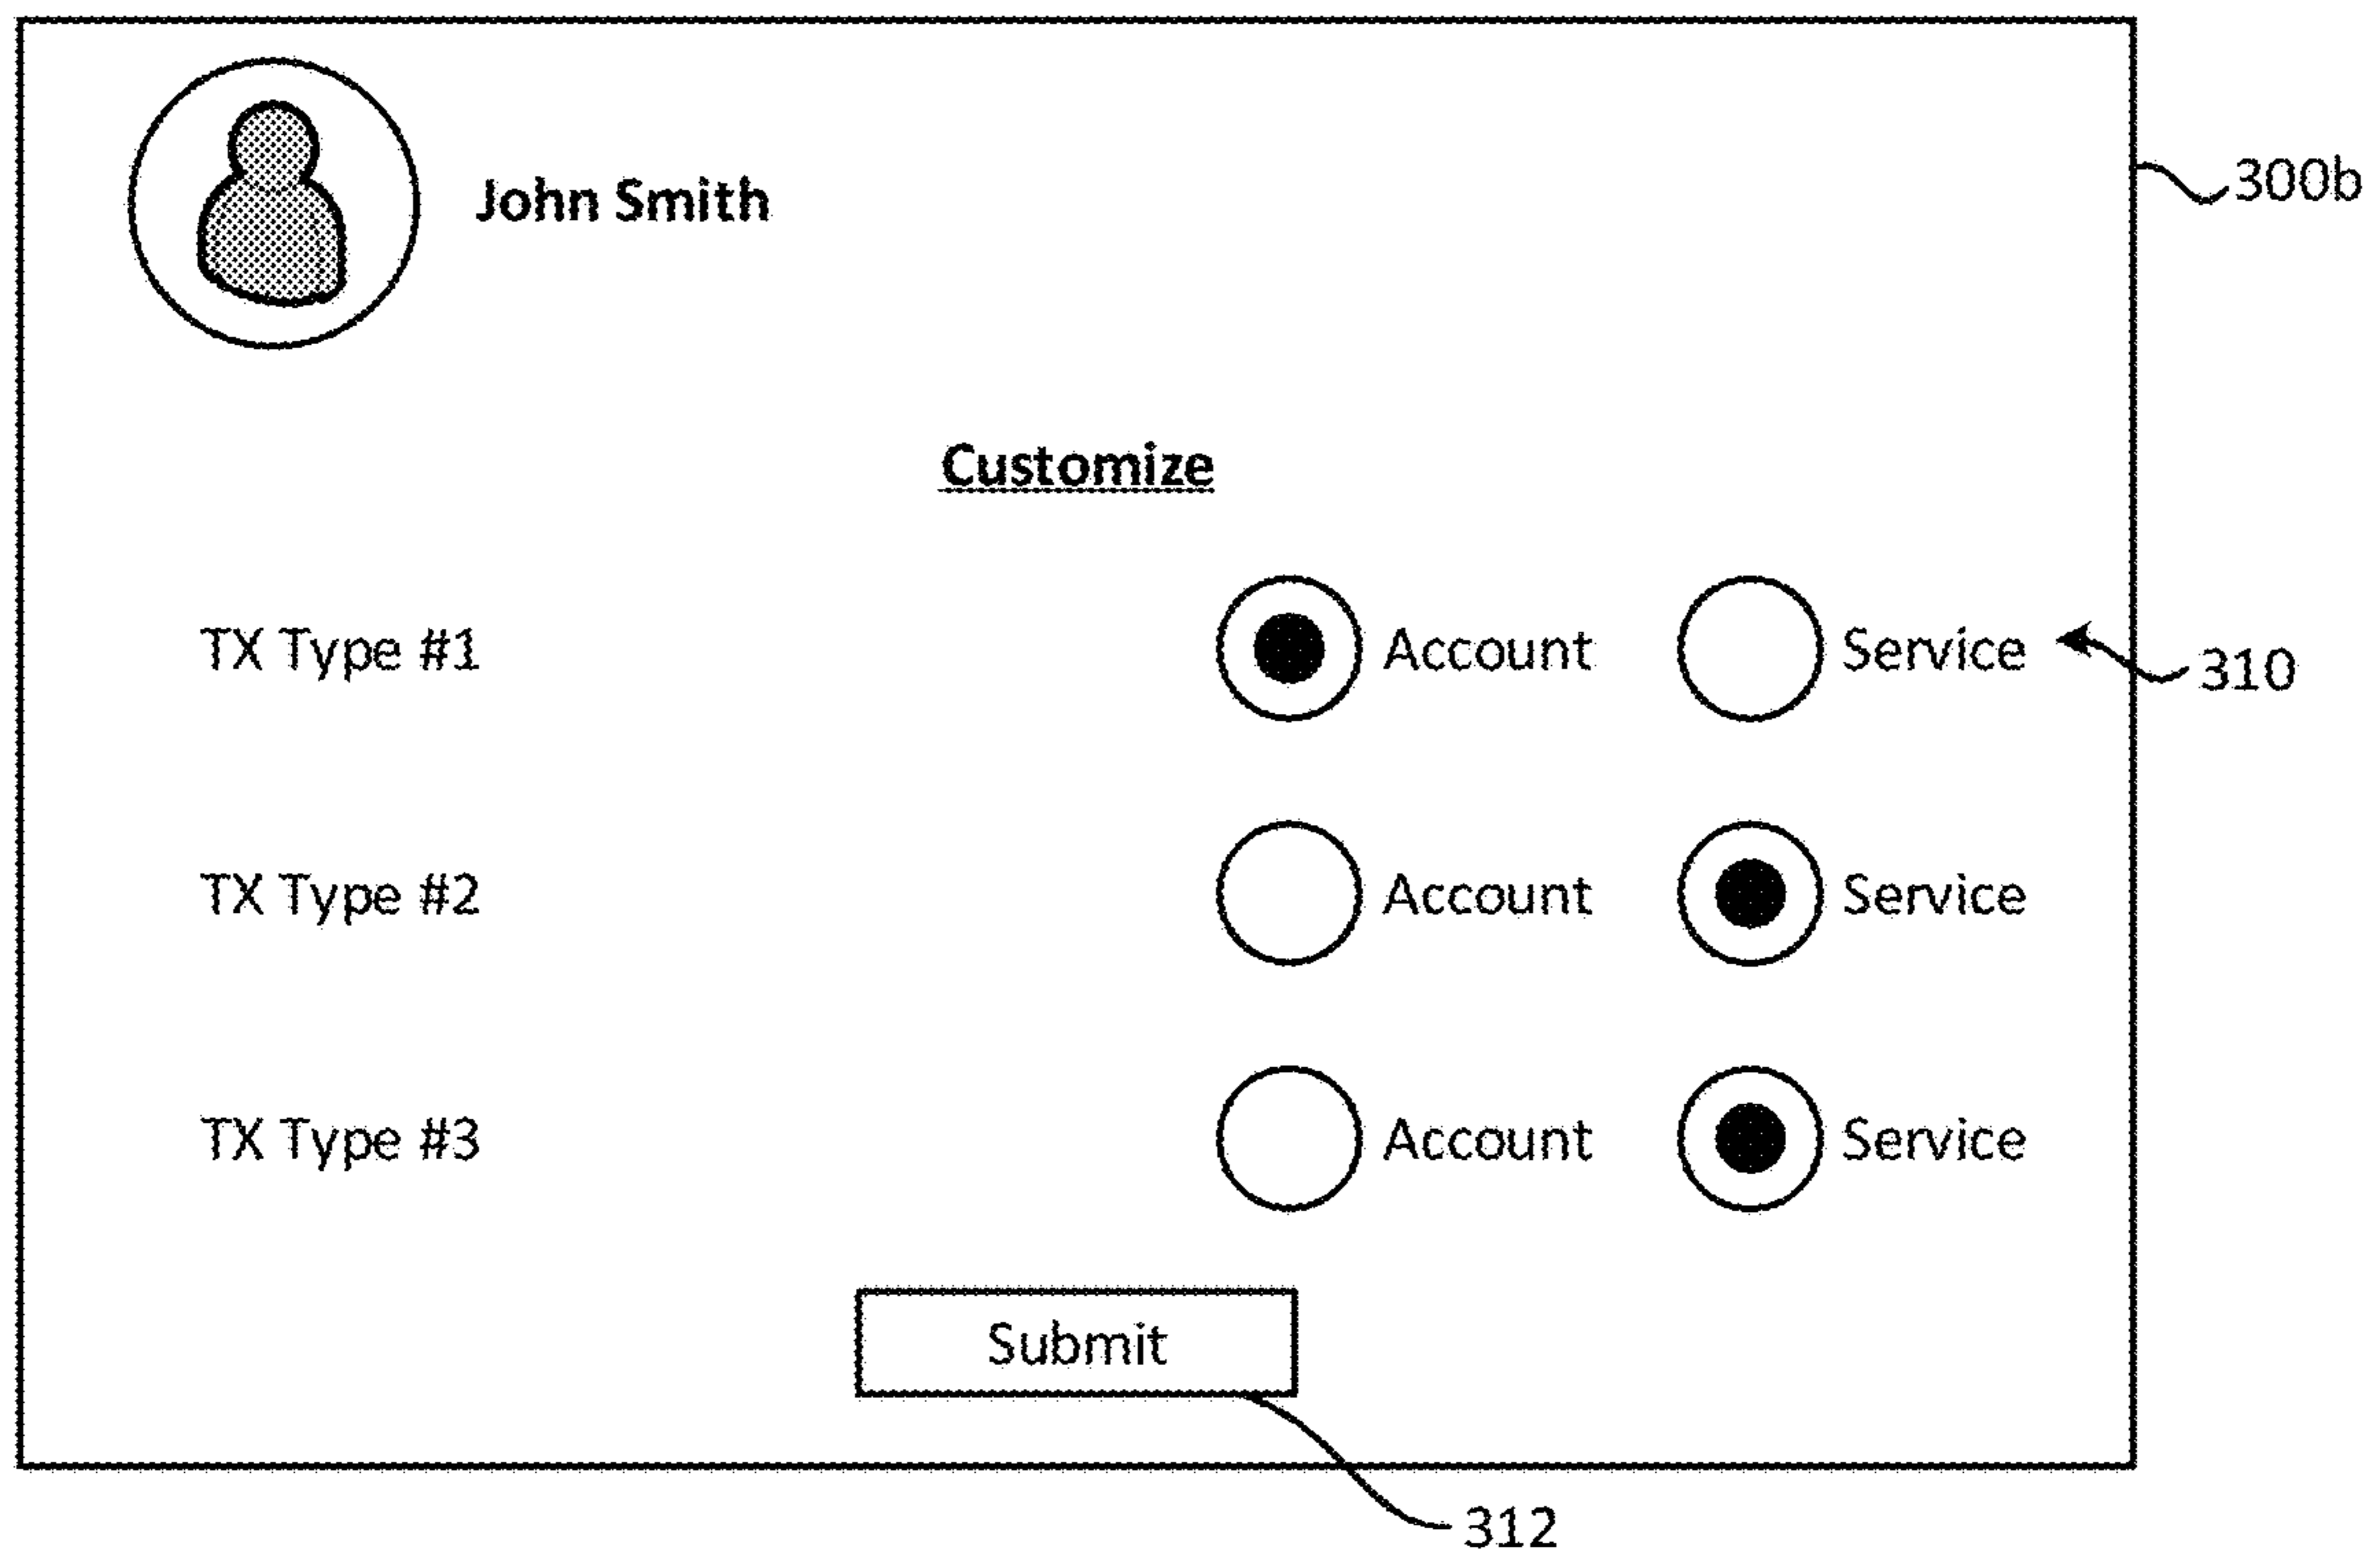 John Smith
300b
Customize
TX Type #1 Account Service
310
TX Type #2 Account Service
TX Type #3 Account Service
Submit
312